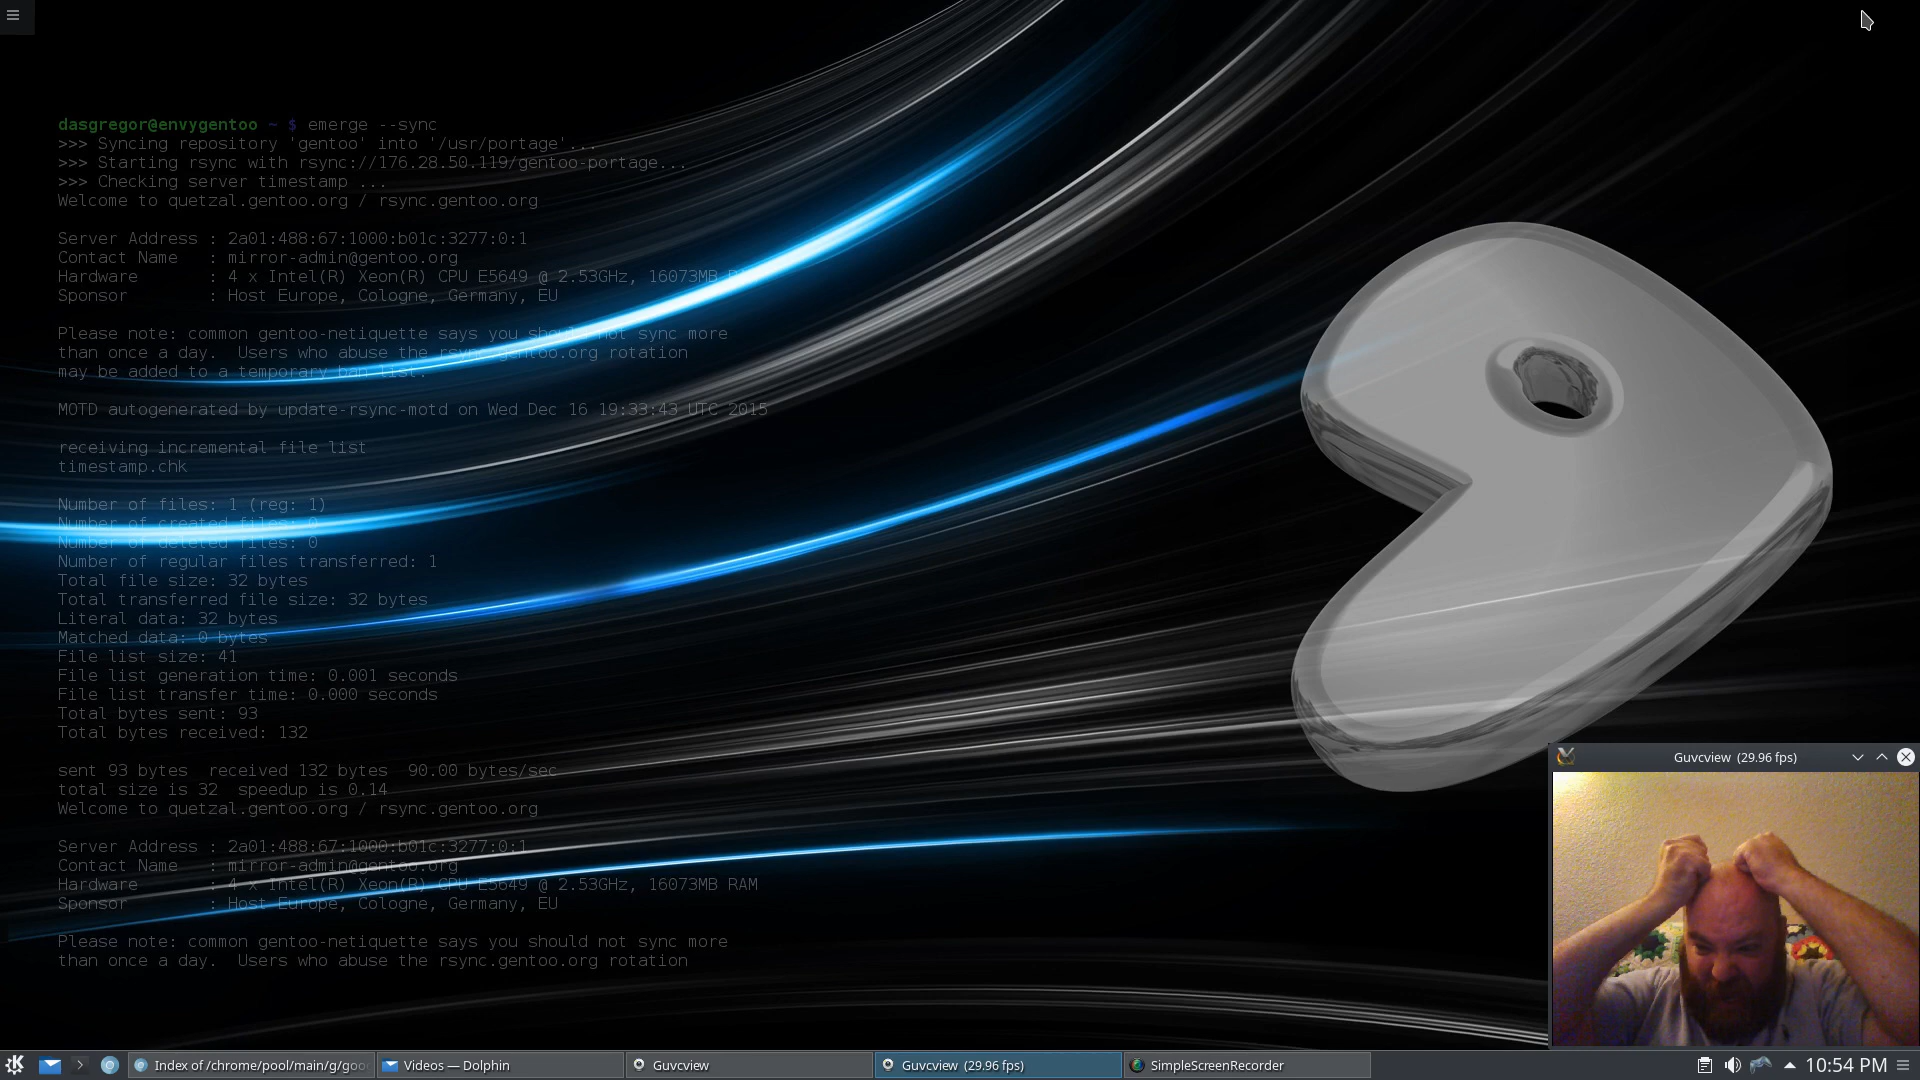 dasgregor@envygentoo ~ $ emerge --sync
>>> Syncing repository 'gentoo' into '/usr/portage'...
>>> Starting rsync with rsync://176.28.50.119/gentoo-portage...
>>> Checking server timestamp ...
Welcome to quetzal.gentoo.org / rsync.gentoo.org
Server Address : 2a01:488:67:1000:b01c:3277:0:1
Contact Name   : mirror-admin@gentoo.org
Hardware       : 4 x Intel(R) Xeon(R) CPU E5649 @ 2.53GHz, 16073MB RAM
Sponsor        : Host Europe, Cologne, Germany, EU
Please note: common gentoo-netiquette says you should not sync more
than once a day.  Users who abuse the rsync.gentoo.org rotation
may be added to a temporary ban list.
MOTD autogenerated by update-rsync-motd on Wed Dec 16 19:33:43 UTC 2015
receiving incremental file list
timestamp.chk
Number of files: 1 (reg: 1)
Number of created files: 0
Number of deleted files: 0
Number of regular files transferred: 1
Total file size: 32 bytes
Total transferred file size: 32 bytes
Literal data: 32 bytes
Matched data: 0 bytes
File list size: 41
File list generation time: 0.001 seconds
File list transfer time: 0.000 seconds
Total bytes sent: 93
Total bytes received: 132
sent 93 bytes  received 132 bytes  90.00 bytes/sec
total size is 32  speedup is 0.14
Welcome to quetzal.gentoo.org / rsync.gentoo.org
Server Address : 2a01:488:67:1000:b01c:3277:0:1
Contact Name   : mirror-admin@gentoo.org
Hardware       : 4 x Intel(R) Xeon(R) CPU E5649 @ 2.53GHz, 16073MB RAM
Sponsor        : Host Europe, Cologne, Germany, EU
Please note: common gentoo-netiquette says you should not sync more
than once a day.  Users who abuse the rsync.gentoo.org rotation
Guvcview (29.96 fps)
Index of /chrome/pool/main/g/goo
Videos — Dolphin
Guvcview
Guvcview (29.96 fps)
SimpleScreenRecorder
10:54 PM